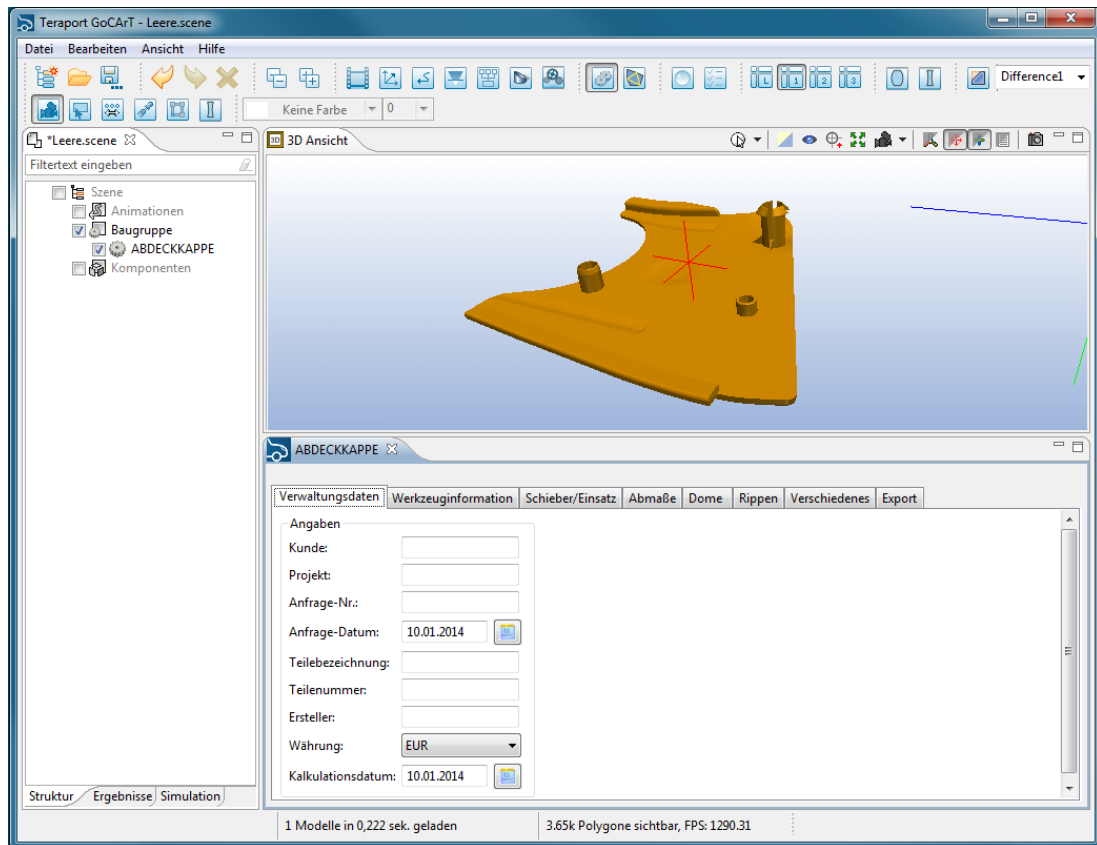 Teraport GoCArT - Leere.scene
Datei Bearbeiten Ansicht Hilfe
Difference1
Keine Farbe 0
*Leere.scene
3D Ansicht
Filtertext eingeben
Szene
Animationen
Baugruppe
ABDECKKAPPE
Komponenten
ABDECKKAPPE
Verwaltungsdaten Werkzeuginformation Schieber/Einsatz Abmaße Dome Rippen Verschiedenes Export
Angaben
Kunde:
Projekt:
Anfrage-Nr.:
Anfrage-Datum: 10.01.2014
Teilebezeichnung:
Teilenummer:
Ersteller:
Währung: EUR
Kalkulationsdatum: 10.01.2014
Struktur Ergebnisse Simulation
1 Modelle in 0,222 sek. geladen 3.65k Polygone sichtbar, FPS: 1290.31